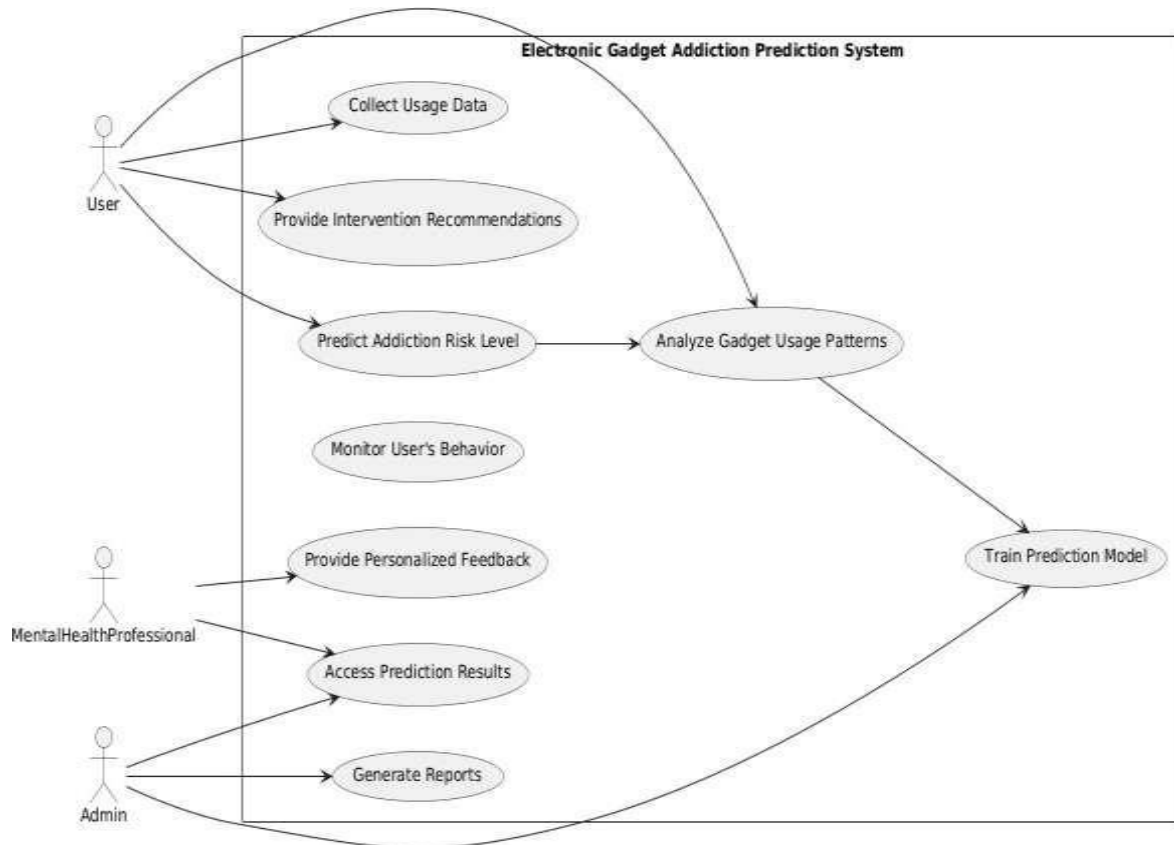 Electronic Gadget Addiction Prediction System
Collect Usage Data
User
Provide Intervention Recommendations
Predict Addiction Risk Level
Analyze Gadget Usage Patterns
Monitor User's Behavior
Provide Personalized Feedback
Train Prediction Model
MentalHealthProfessional
Access Prediction Results
Generate Reports
Admin